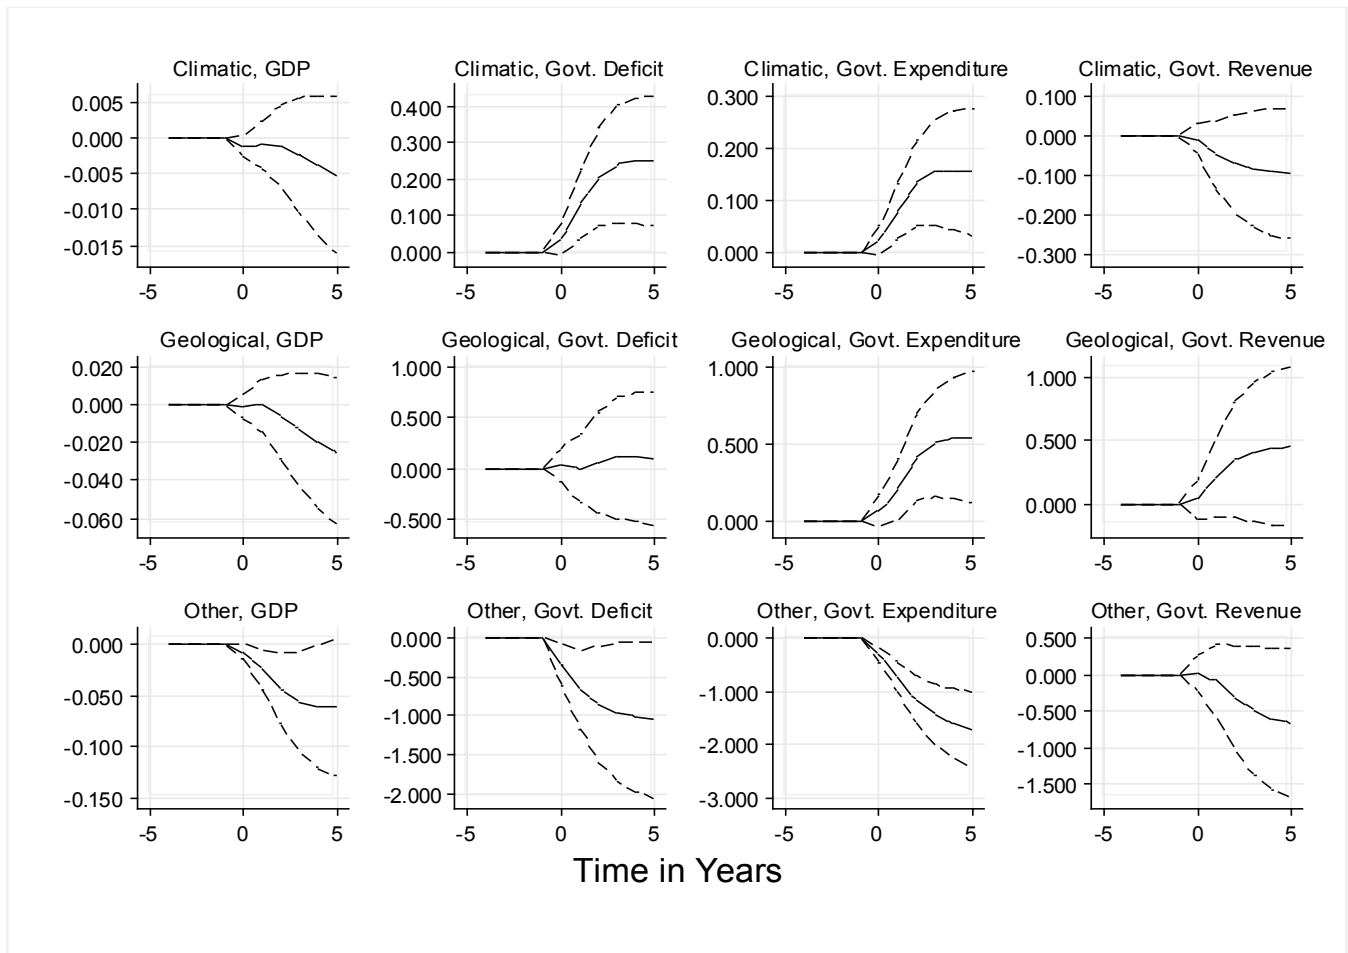 Climatic, GDP
0.005
0.000
-0.005
-0.010
-0.015
-5 0 5
Climatic, Govt. Deficit
0.400
0.300
0.200
0.100
0.000
-5 0 5
Climatic, Govt. Expenditure
0.300
0.200
0.100
0.000
-5 0 5
Climatic, Govt. Revenue
0.100
0.000
-0.100
-0.200
-0.300
-5 0 5
Geological, GDP
0.020
0.000
-0.020
-0.040
-0.060
-5 0 5
Geological, Govt. Deficit
1.000
0.500
0.000
-0.500
-5 0 5
Geological, Govt. Expenditure
1.000
0.500
0.000
-5 0 5
Geological, Govt. Revenue
1.000
0.500
0.000
-5 0 5
Other, GDP
0.000
-0.050
-0.100
-0.150
-5 0 5
Other, Govt. Deficit
0.000
-0.500
-1.000
-1.500
-2.000
-5 0 5
Other, Govt. Expenditure
0.000
-1.000
-2.000
-3.000
-5 0 5
Other, Govt. Revenue
0.500
0.000
-0.500
-1.000
-1.500
-5 0 5
Time in Years